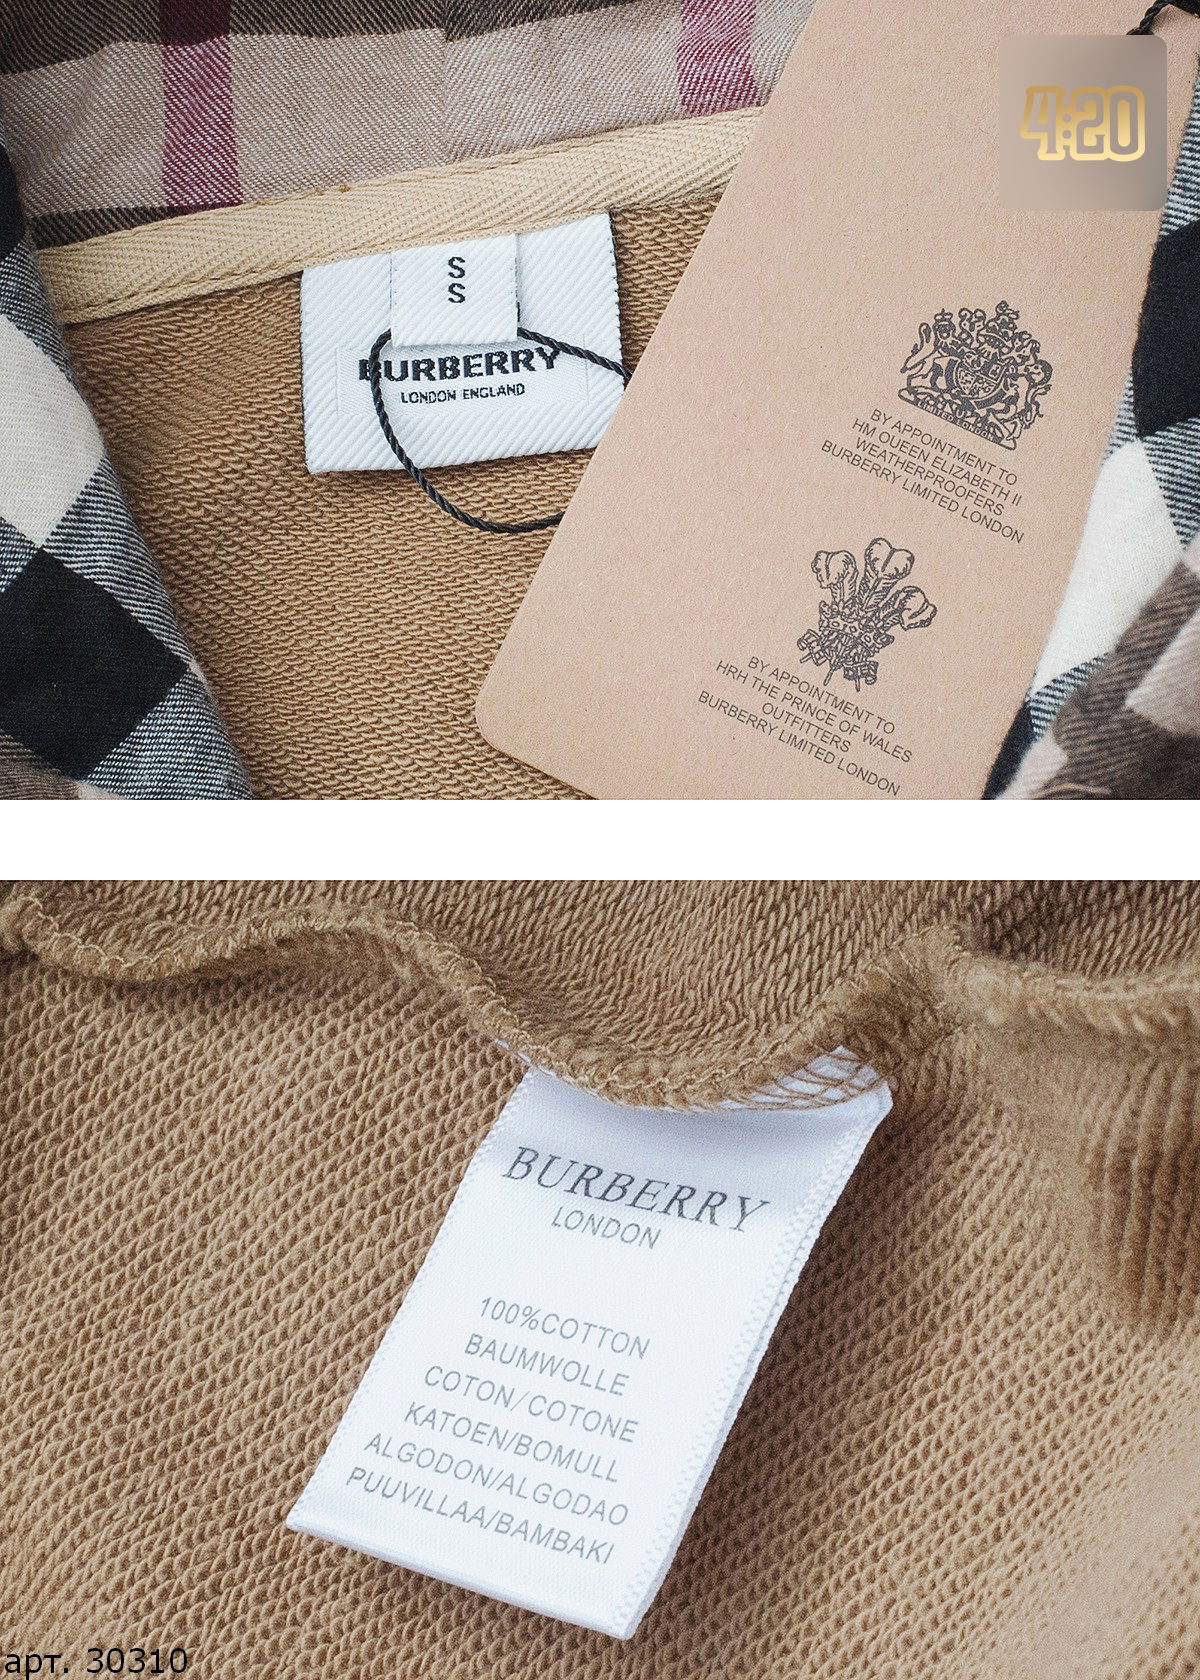 4:20
S
S
BURBERRY
LONDON ENGLAND
LIMITED LONDON
BY APPOINTMENT TO
HM QUEEN ELIZABETH II
WEATHERPROOFERS
BURBERRY LIMITED LONDON
BY APPOINTMENT TO
HRH THE PRINCE OF WALES
OUTFITTERS
BURBERRY LIMITED LONDON
BURBERRY
LONDON
100%COTTON
BAUMWOLLE
COTON/COTONE
KATOEN/BOMULL
ALGODON/ALGODAO
PUUVILLAA/BAMBAKI
арт. 30310